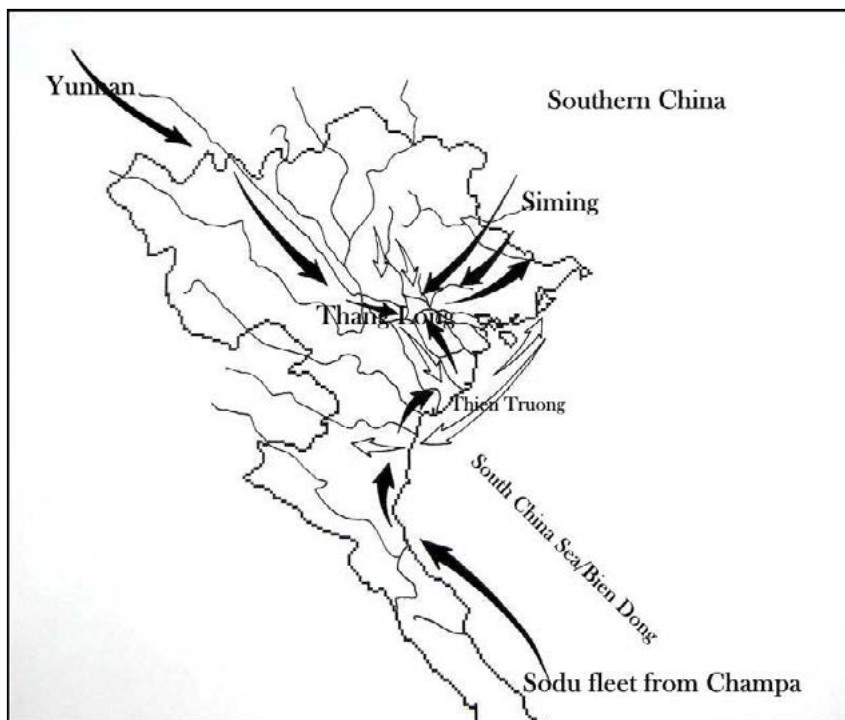 Yunnan
Southern China
Siming
Thang Long
Thien Truong
South China Sea/Bien Dong
Sodu fleet from Champa